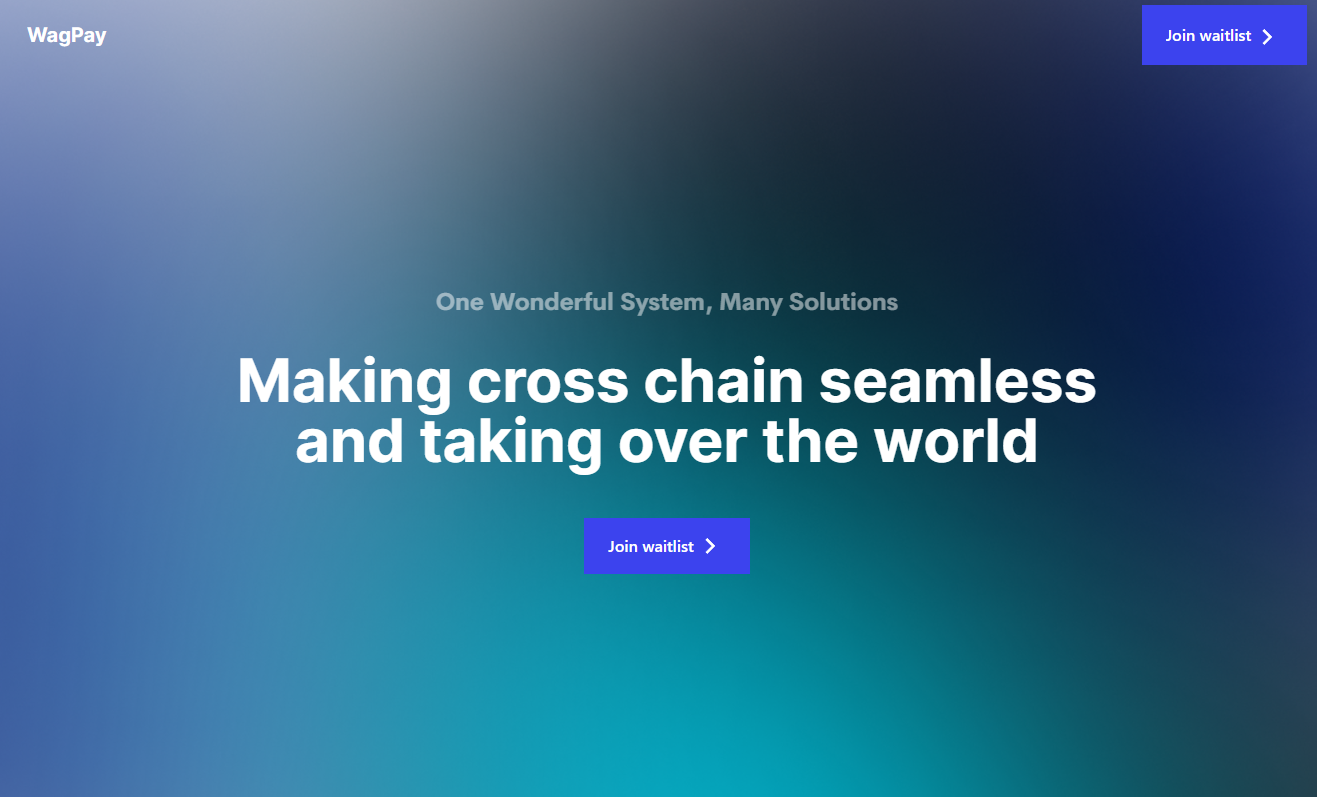 WagPay
Join waitlist
One Wonderful System, Many Solutions
Making cross chain seamless
and taking over the world
Join waitlist